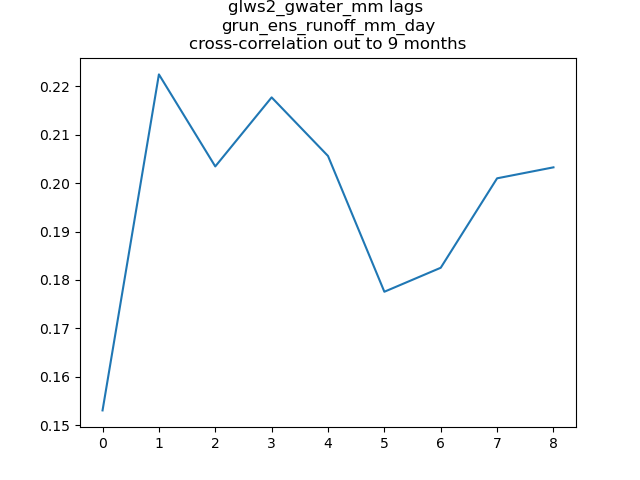 glws2_gwater_mm lags
grun_ens_runoff_mm_day
cross-correlation out to 9 months
0.22
0.21
0.20
0.19
0.18
0.17
0.16
0.15
0 1 2 3 4 5 6 7 8